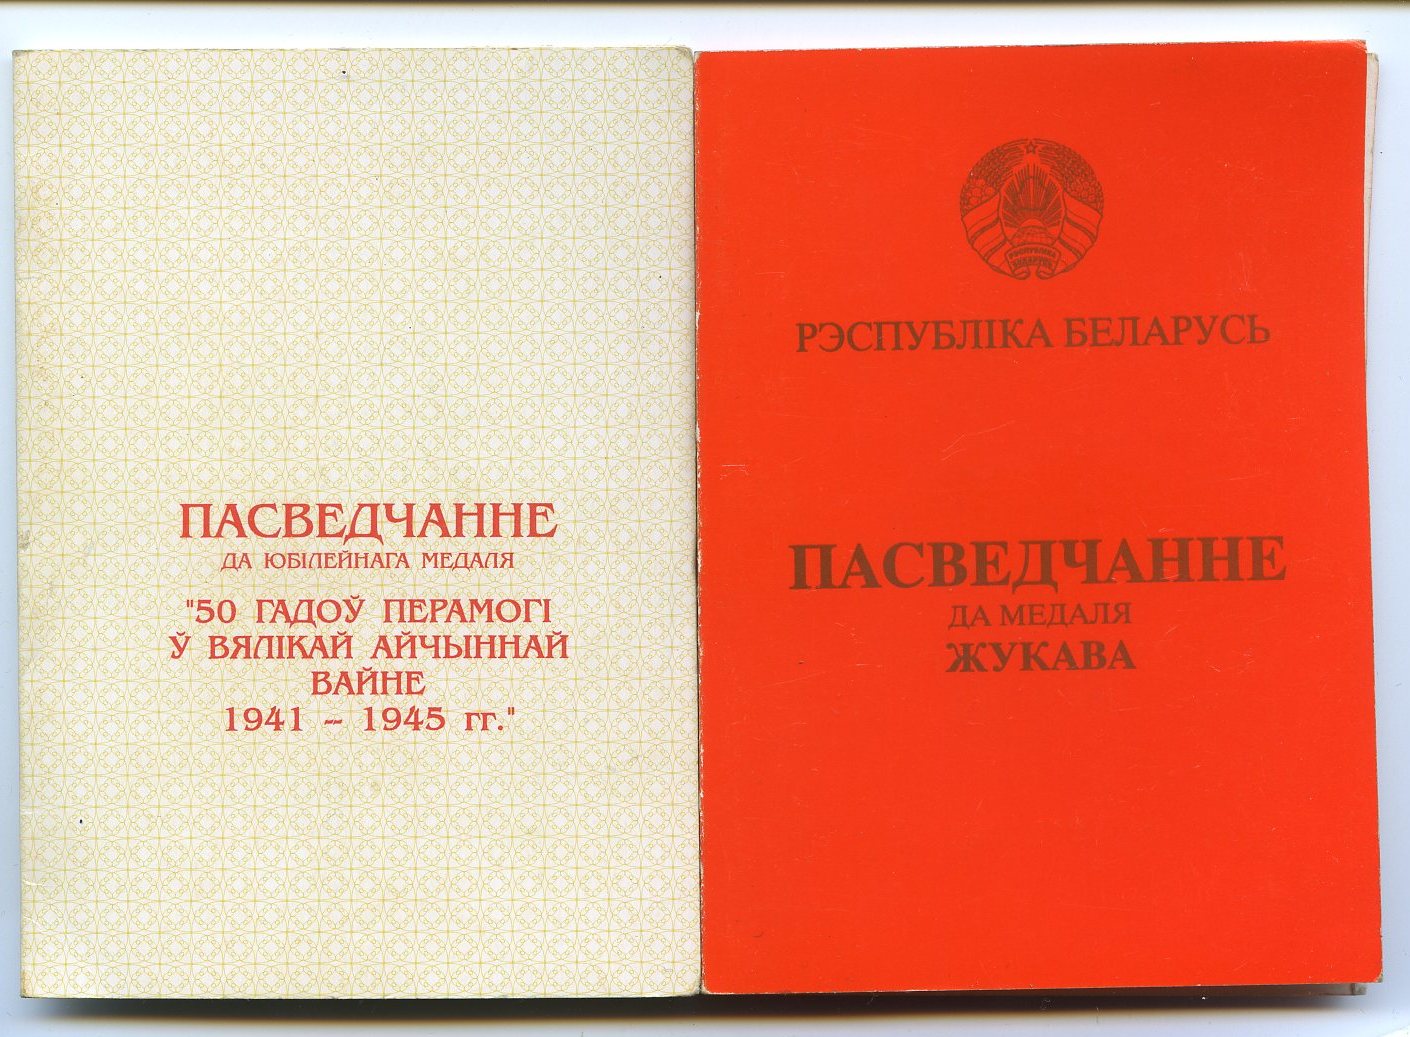 ПАСВЕДЧАННЕ
ДА ЮБІЛЕЙНАГА МЕДАЛЯ
"50 ГАДОЎ ПЕРАМОГІ
Ў ВЯЛІКАЙ АЙЧЫННАЙ
ВАЙНЕ
1941 – 1945 гг."
РЭСПУБЛІКА
РЭСПУБЛІКА БЕЛАРУСЬ
ПАСВЕДЧАННЕ
ДА МЕДАЛЯ
ЖУКАВА